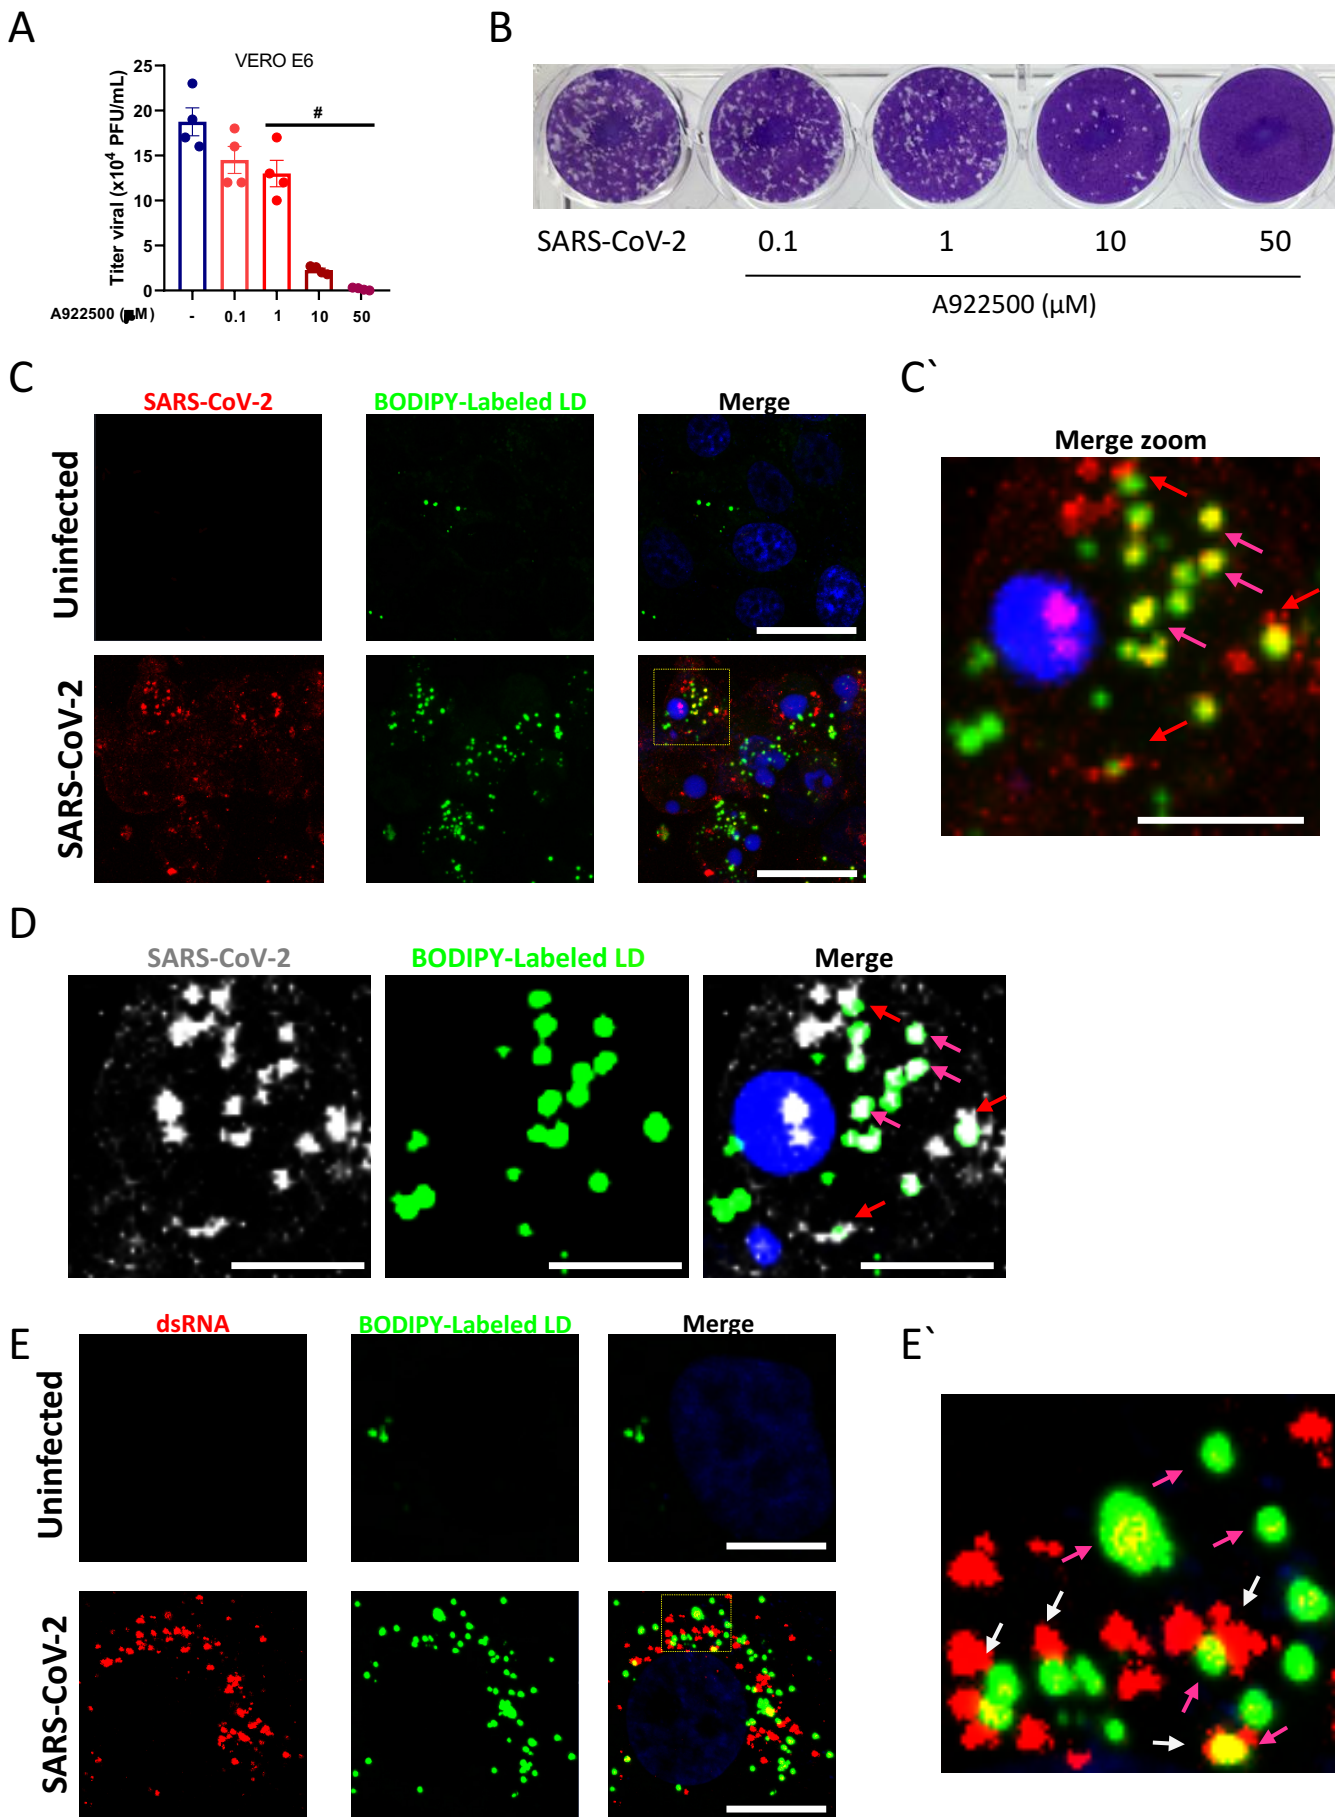 A
VERO E6
Titer viral (x10⁴ PFU/mL)
25
20
15
10
5
0
#
A922500 (µM)
- 0.1 1 10 50
B
SARS-CoV-2 0.1 1 10 50
A922500 (µM)
C
SARS-CoV-2 BODIPY-Labeled LD Merge
Uninfected
SARS-CoV-2
C`
Merge zoom
D
SARS-CoV-2 BODIPY-Labeled LD Merge
E
dsRNA BODIPY-Labeled LD Merge
Uninfected
SARS-CoV-2
E`